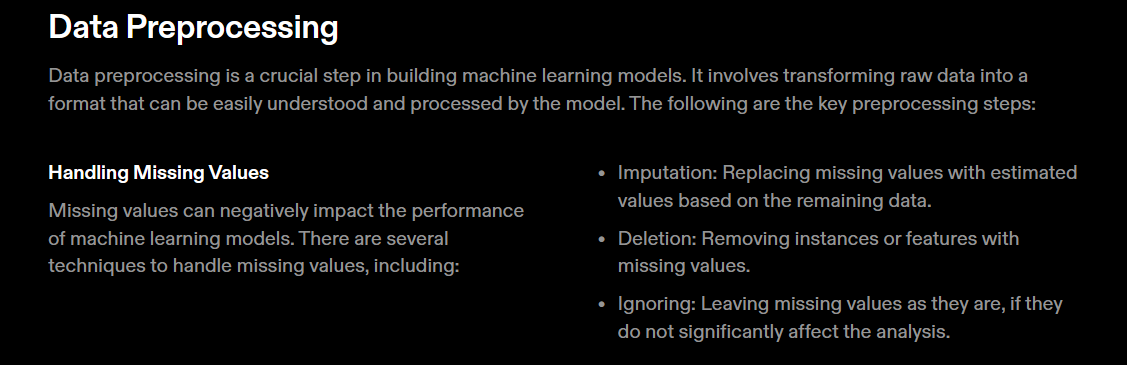 Data Preprocessing
Data preprocessing is a crucial step in building machine learning models. It involves transforming raw data into a
format that can be easily understood and processed by the model. The following are the key preprocessing steps:
Handling Missing Values
Missing values can negatively impact the performance
of machine learning models. There are several
techniques to handle missing values, including:
• Imputation: Replacing missing values with estimated
values based on the remaining data.
• Deletion: Removing instances or features with
missing values.
• Ignoring: Leaving missing values as they are, if they
do not significantly affect the analysis.